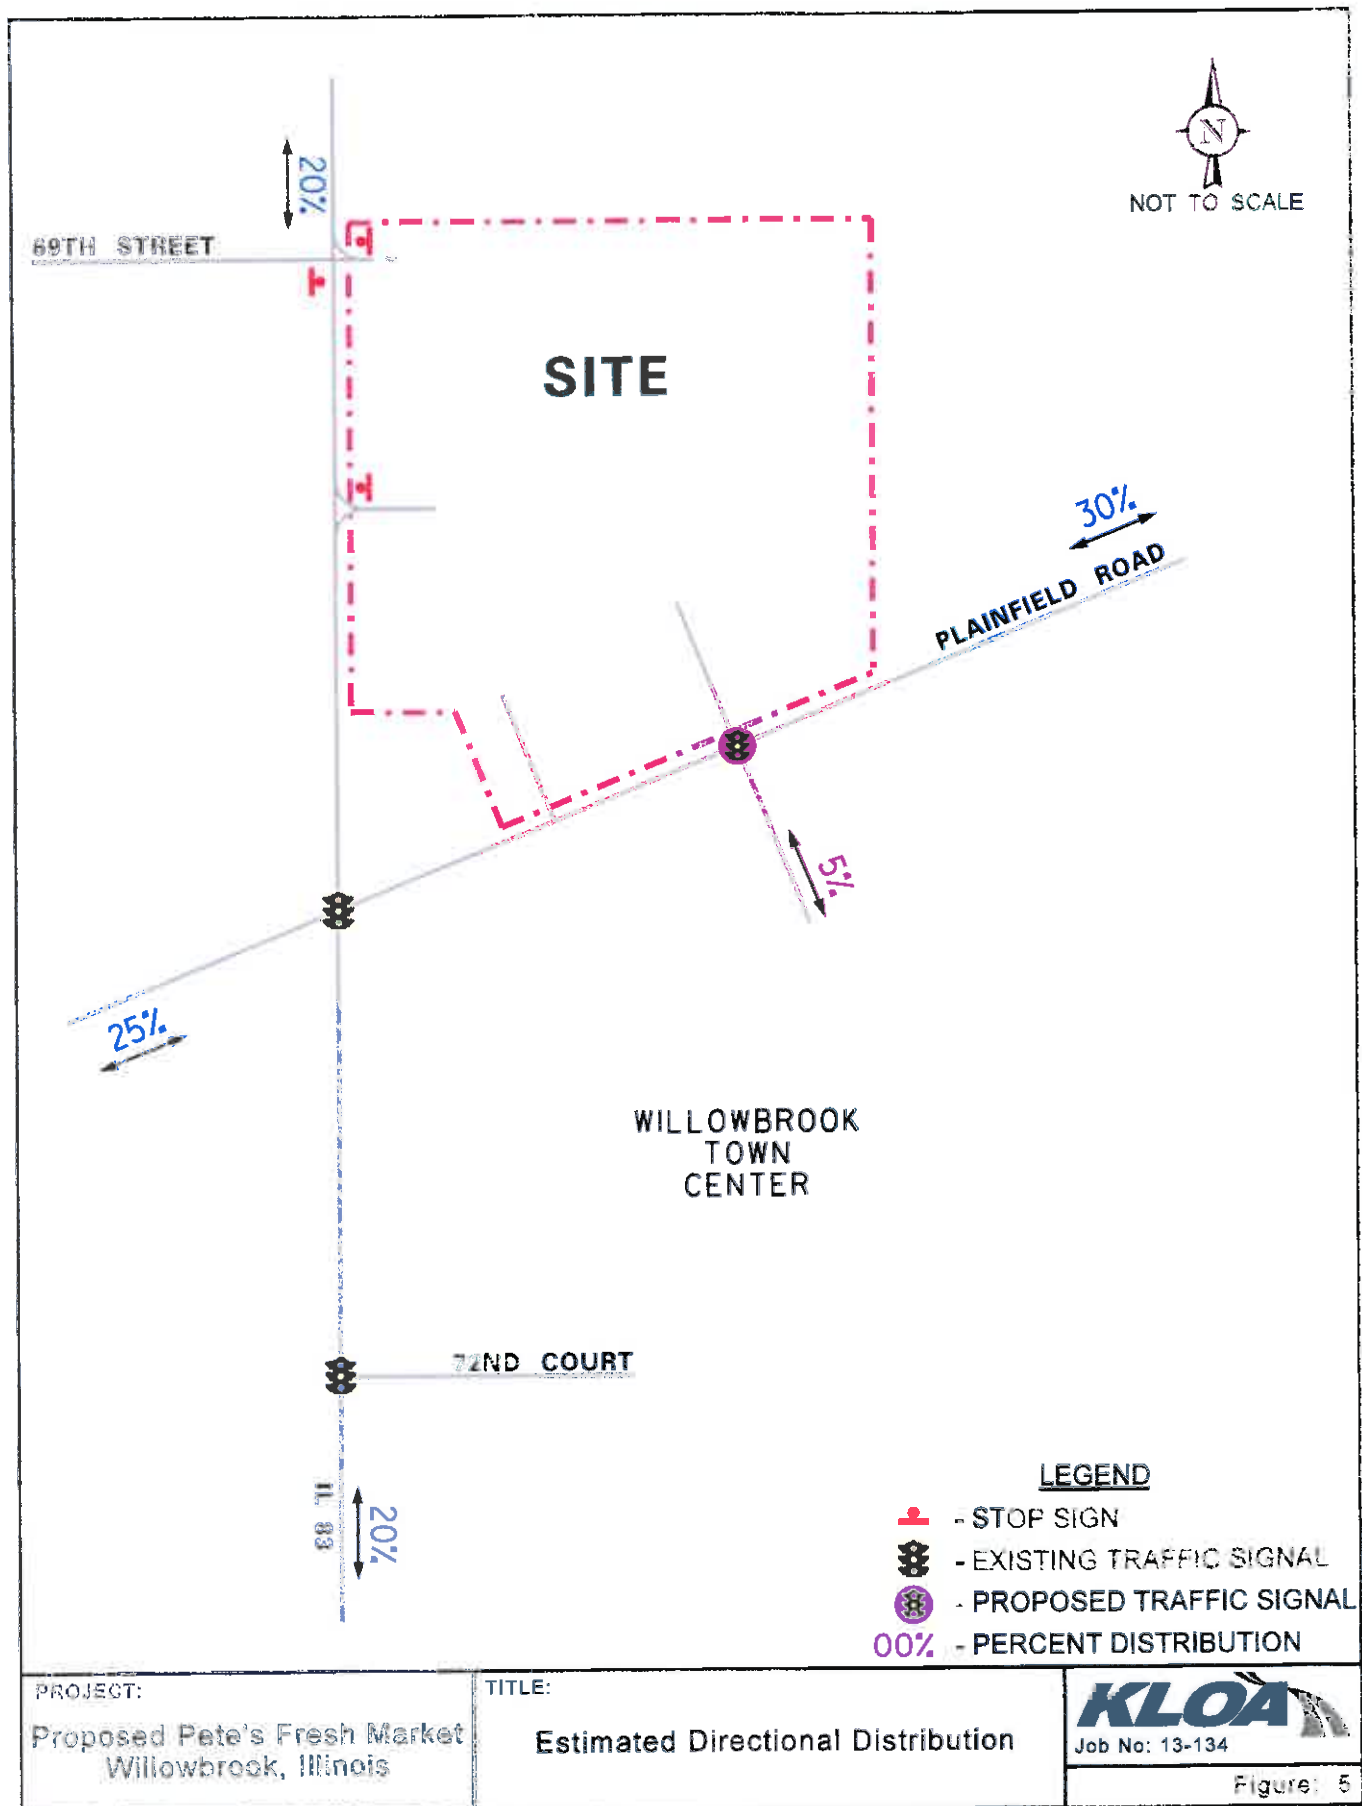 N
NOT TO SCALE
20%
69TH STREET
SITE
30%
PLAINFIELD ROAD
5%
25%
WILLOWBROOK
TOWN
CENTER
72ND COURT
IL 83
20%
LEGEND
- STOP SIGN
- EXISTING TRAFFIC SIGNAL
- PROPOSED TRAFFIC SIGNAL
00% - PERCENT DISTRIBUTION
PROJECT:
Proposed Pete's Fresh Market
Willowbrook, Illinois
TITLE:
Estimated Directional Distribution
KLOA
Job No: 13-134
Figure: 5